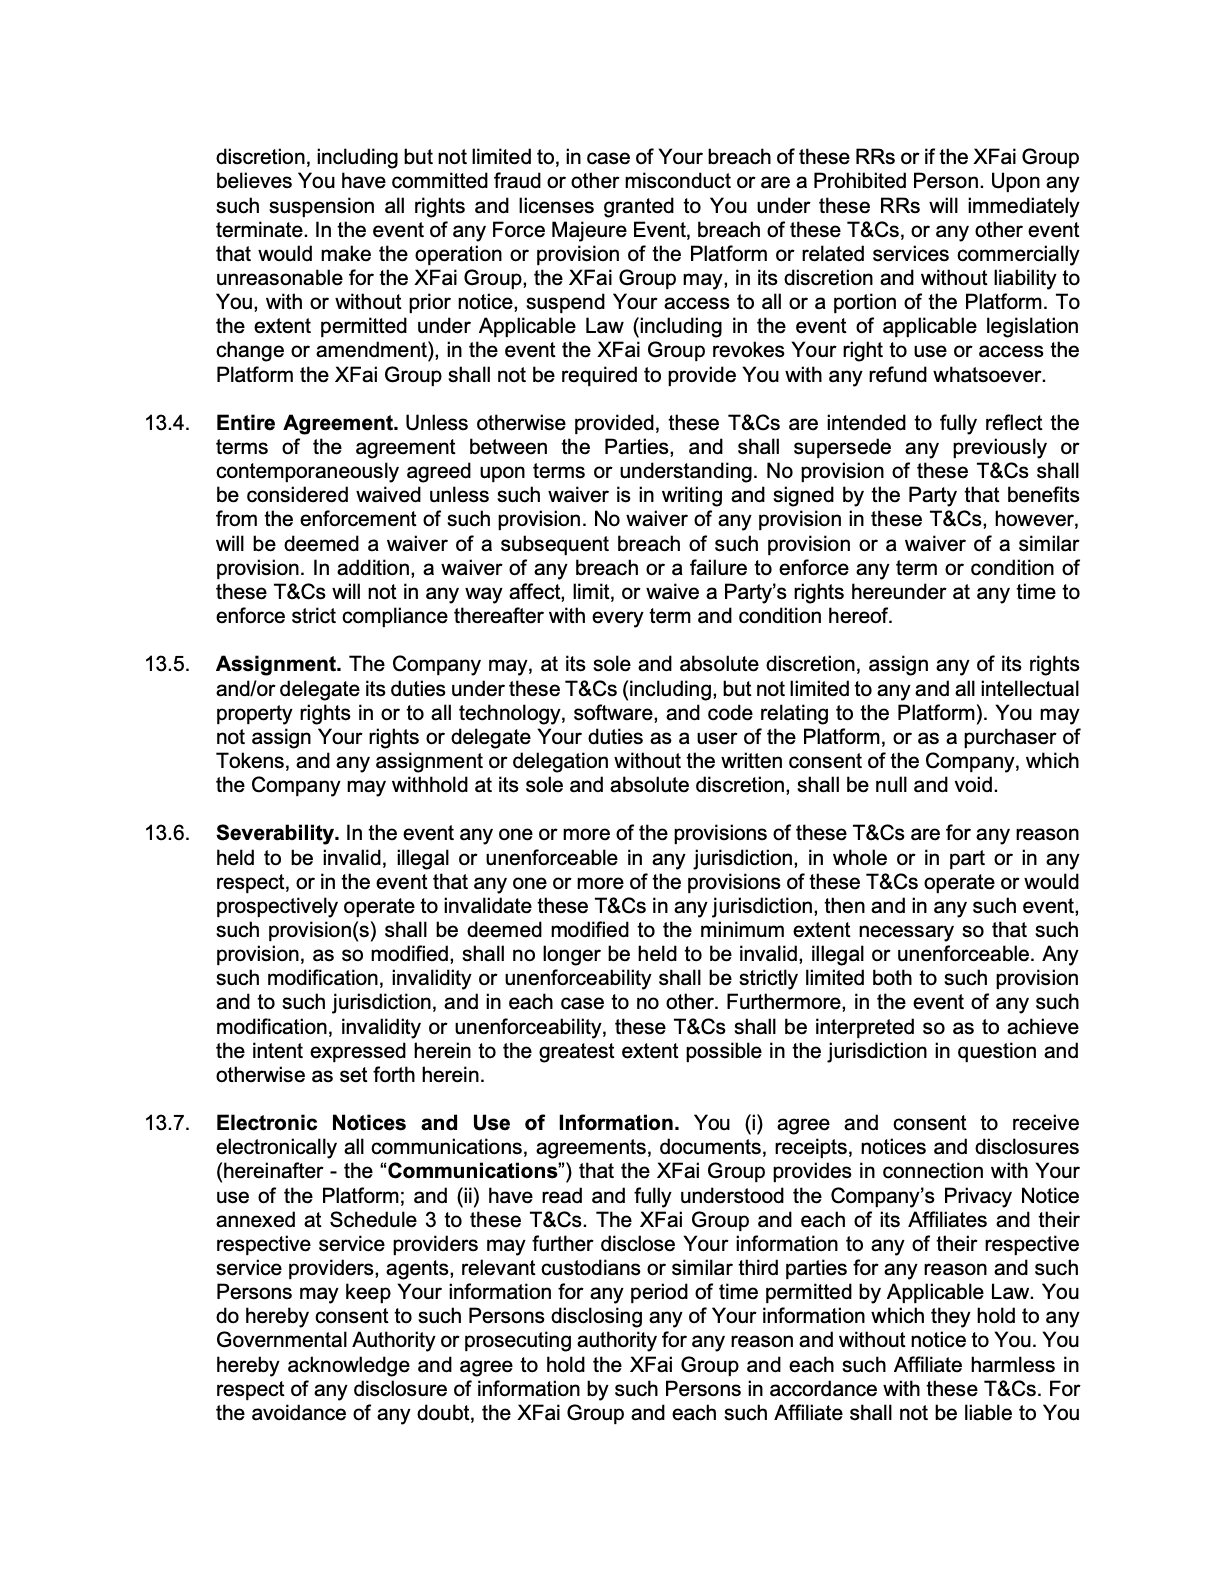 discretion, including but not limited to, in case of Your breach of these RRs or if the XFai Group
believes You have committed fraud or other misconduct or are a Prohibited Person. Upon any
such suspension all rights and licenses granted to You under these RRs will immediately
terminate. In the event of any Force Majeure Event, breach of these T&Cs, or any other event
that would make the operation or provision of the Platform or related services commercially
unreasonable for the XFai Group, the XFai Group may, in its discretion and without liability to
You, with or without prior notice, suspend Your access to all or a portion of the Platform. To
the extent permitted under Applicable Law (including in the event of applicable legislation
change or amendment), in the event the XFai Group revokes Your right to use or access the
Platform the XFai Group shall not be required to provide You with any refund whatsoever.
13.4. Entire Agreement. Unless otherwise provided, these T&Cs are intended to fully reflect the
terms of the agreement between the Parties, and shall supersede any previously or
contemporaneously agreed upon terms or understanding. No provision of these T&Cs shall
be considered waived unless such waiver is in writing and signed by the Party that benefits
from the enforcement of such provision. No waiver of any provision in these T&Cs, however,
will be deemed a waiver of a subsequent breach of such provision or a waiver of a similar
provision. In addition, a waiver of any breach or a failure to enforce any term or condition of
these T&Cs will not in any way affect, limit, or waive a Party’s rights hereunder at any time to
enforce strict compliance thereafter with every term and condition hereof.
13.5. Assignment. The Company may, at its sole and absolute discretion, assign any of its rights
and/or delegate its duties under these T&Cs (including, but not limited to any and all intellectual
property rights in or to all technology, software, and code relating to the Platform). You may
not assign Your rights or delegate Your duties as a user of the Platform, or as a purchaser of
Tokens, and any assignment or delegation without the written consent of the Company, which
the Company may withhold at its sole and absolute discretion, shall be null and void.
13.6. Severability. In the event any one or more of the provisions of these T&Cs are for any reason
held to be invalid, illegal or unenforceable in any jurisdiction, in whole or in part or in any
respect, or in the event that any one or more of the provisions of these T&Cs operate or would
prospectively operate to invalidate these T&Cs in any jurisdiction, then and in any such event,
such provision(s) shall be deemed modified to the minimum extent necessary so that such
provision, as so modified, shall no longer be held to be invalid, illegal or unenforceable. Any
such modification, invalidity or unenforceability shall be strictly limited both to such provision
and to such jurisdiction, and in each case to no other. Furthermore, in the event of any such
modification, invalidity or unenforceability, these T&Cs shall be interpreted so as to achieve
the intent expressed herein to the greatest extent possible in the jurisdiction in question and
otherwise as set forth herein.
13.7. Electronic Notices and Use of Information. You (i) agree and consent to receive
electronically all communications, agreements, documents, receipts, notices and disclosures
(hereinafter - the “Communications”) that the XFai Group provides in connection with Your
use of the Platform; and (ii) have read and fully understood the Company’s Privacy Notice
annexed at Schedule 3 to these T&Cs. The XFai Group and each of its Affiliates and their
respective service providers may further disclose Your information to any of their respective
service providers, agents, relevant custodians or similar third parties for any reason and such
Persons may keep Your information for any period of time permitted by Applicable Law. You
do hereby consent to such Persons disclosing any of Your information which they hold to any
Governmental Authority or prosecuting authority for any reason and without notice to You. You
hereby acknowledge and agree to hold the XFai Group and each such Affiliate harmless in
respect of any disclosure of information by such Persons in accordance with these T&Cs. For
the avoidance of any doubt, the XFai Group and each such Affiliate shall not be liable to You